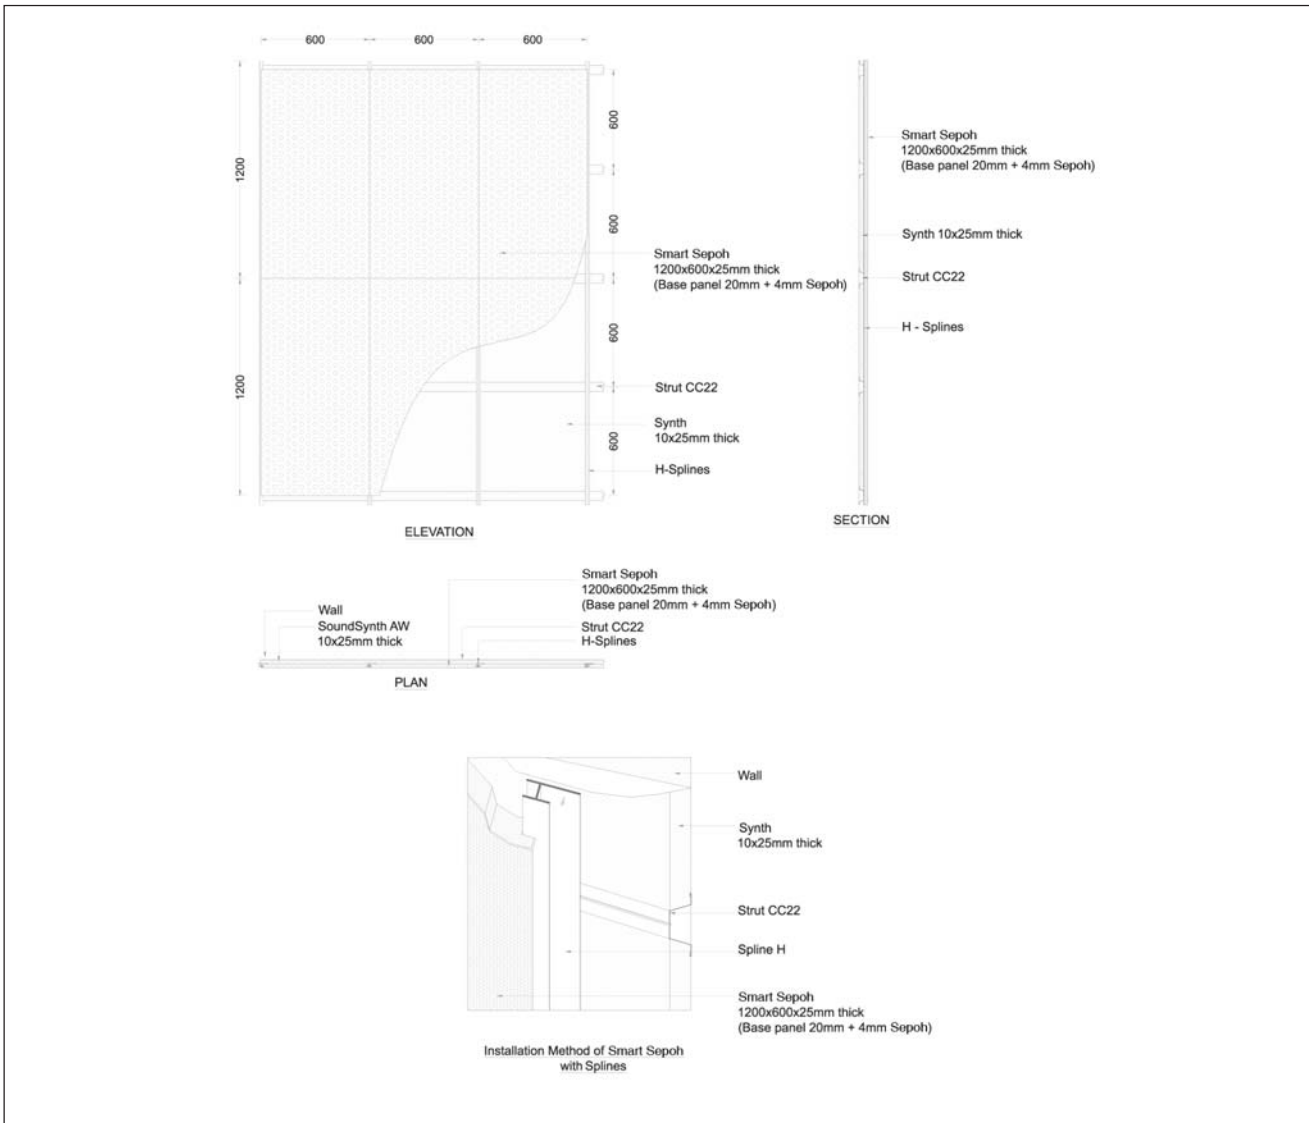 600
600
600
1200
1200
600
600
600
600
Smart Sepoh
1200x600x25mm thick
(Base panel 20mm + 4mm Sepoh)
Strut CC22
Synth
10x25mm thick
H-Splines
ELEVATION
Smart Sepoh
1200x600x25mm thick
(Base panel 20mm + 4mm Sepoh)
Synth 10x25mm thick
Strut CC22
H - Splines
SECTION
Wall
SoundSynth AW
10x25mm thick
Smart Sepoh
1200x600x25mm thick
(Base panel 20mm + 4mm Sepoh)
Strut CC22
H-Splines
PLAN
Wall
Synth
10x25mm thick
Strut CC22
Spline H
Smart Sepoh
1200x600x25mm thick
(Base panel 20mm + 4mm Sepoh)
Installation Method of Smart Sepoh
with Splines